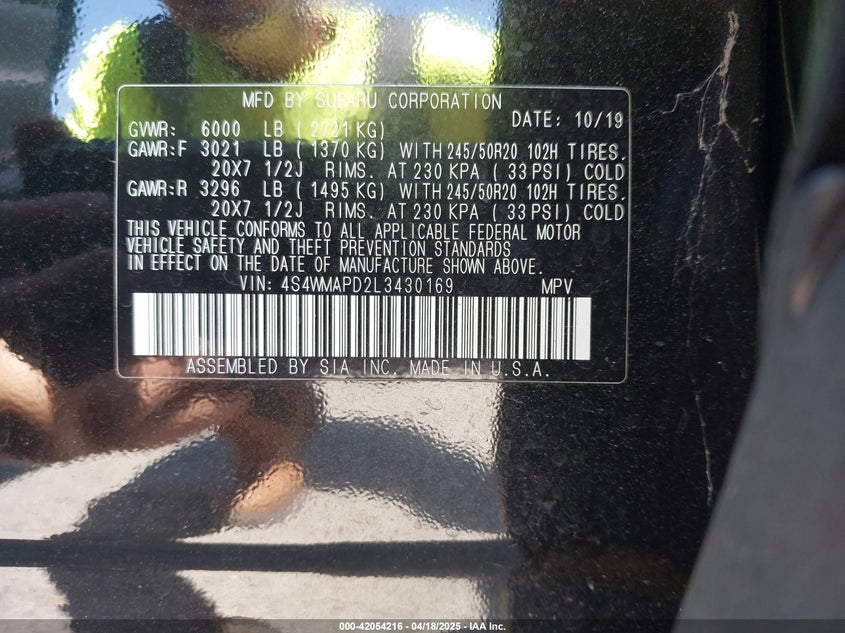 MFD BY SUBARU CORPORATION
DATE: 10/19
GVWR: 6000 LB ( 2721 KG)
GAWR:F 3021 LB ( 1370 KG) WITH 245/50R20 102H TIRES.
20X7 1/2J RIMS. AT 230 KPA ( 33 PSI) COLD
GAWR:R 3296 LB ( 1495 KG) WITH 245/50R20 102H TIRES.
20X7 1/2J RIMS. AT 230 KPA ( 33 PSI) COLD
THIS VEHICLE CONFORMS TO ALL APPLICABLE FEDERAL MOTOR
VEHICLE SAFETY AND THEFT PREVENTION STANDARDS
IN EFFECT ON THE DATE OF MANUFACTURE SHOWN ABOVE.
VIN: 4S4WMAPD2L3430169 MPV
ASSEMBLED BY SIA INC. MADE IN U.S.A.
000-42054216 - 04/18/2025 - IAA Inc.